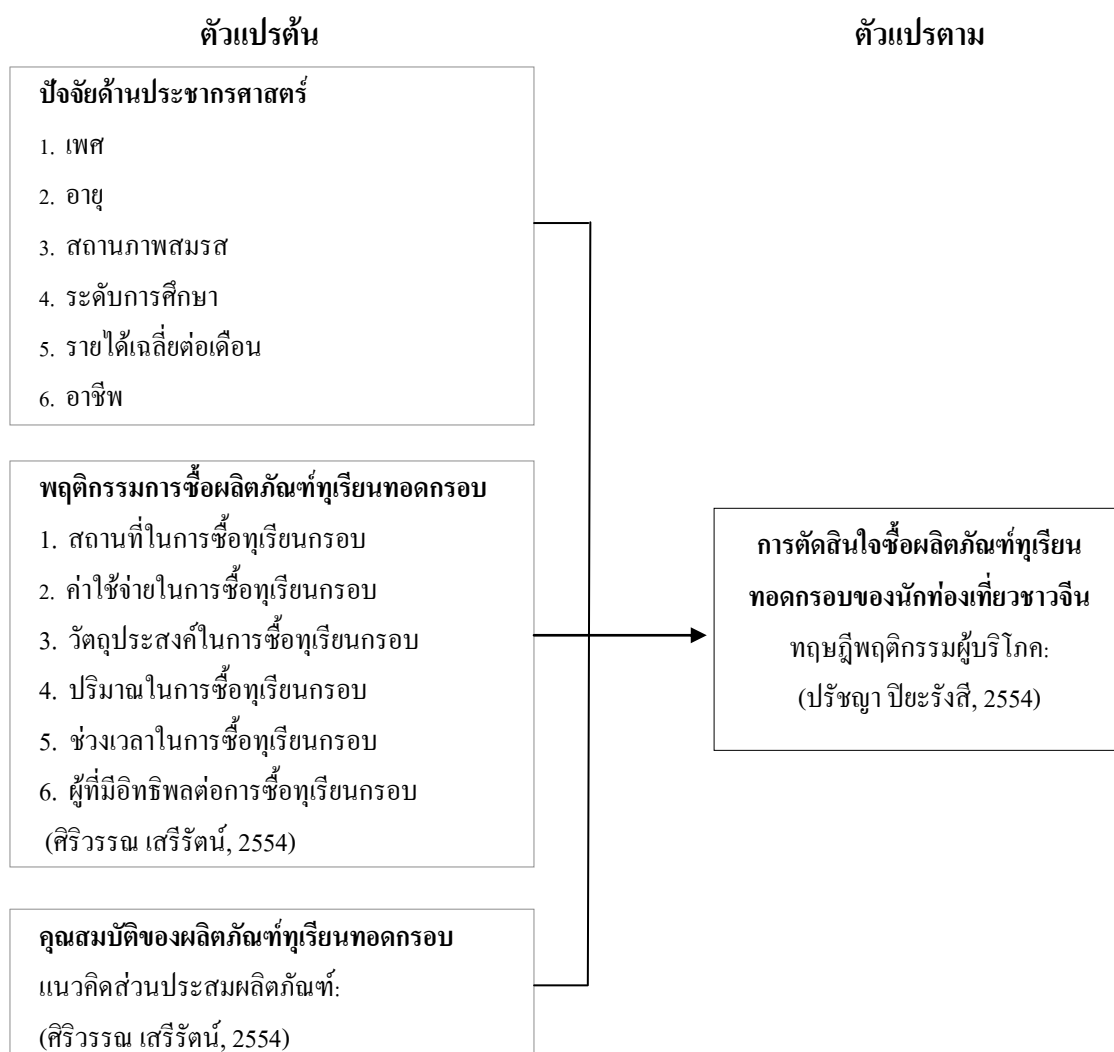 ตัวแปรต้น
ตัวแปรตาม
ปัจจัยด้านประชากรศาสตร์
1. เพศ
2. อายุ
3. สถานภาพสมรส
4. ระดับการศึกษา
5. รายได้เฉลี่ยต่อเดือน
6. อาชีพ
พฤติกรรมการซื้อผลิตภัณฑ์ทุเรียนทอดกรอบ
1. สถานที่ในการซื้อทุเรียนกรอบ
2. ค่าใช้จ่ายในการซื้อทุเรียนกรอบ
3. วัตถุประสงค์ในการซื้อทุเรียนกรอบ
4. ปริมาณในการซื้อทุเรียนกรอบ
5. ช่วงเวลาในการซื้อทุเรียนกรอบ
6. ผู้ที่มีอิทธิพลต่อการซื้อทุเรียนกรอบ
(ศิริวรรณ เสรีรัตน์, 2554)
การตัดสินใจซื้อผลิตภัณฑ์ทุเรียน
ทอดกรอบของนักท่องเที่ยวชาวจีน
ทฤษฎีพฤติกรรมผู้บริโภค:
(ปรัชญา ปิยะรังสี, 2554)
คุณสมบัติของผลิตภัณฑ์ทุเรียนทอดกรอบ
แนวคิดส่วนประสมผลิตภัณฑ์:
(ศิริวรรณ เสรีรัตน์, 2554)